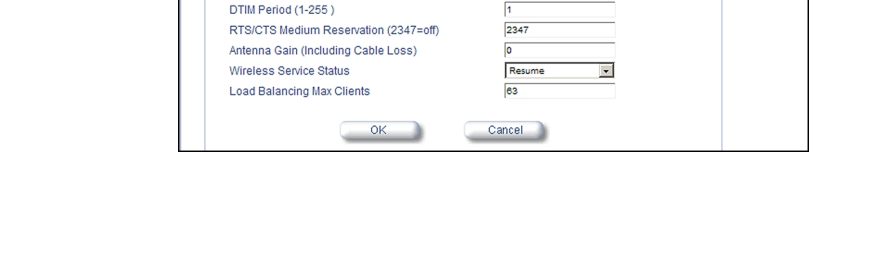 DTIM Period (1-255 ) 1
RTS/CTS Medium Reservation (2347=off) 2347
Antenna Gain (Including Cable Loss) 0
Wireless Service Status Resume
Load Balancing Max Clients 63
OK Cancel